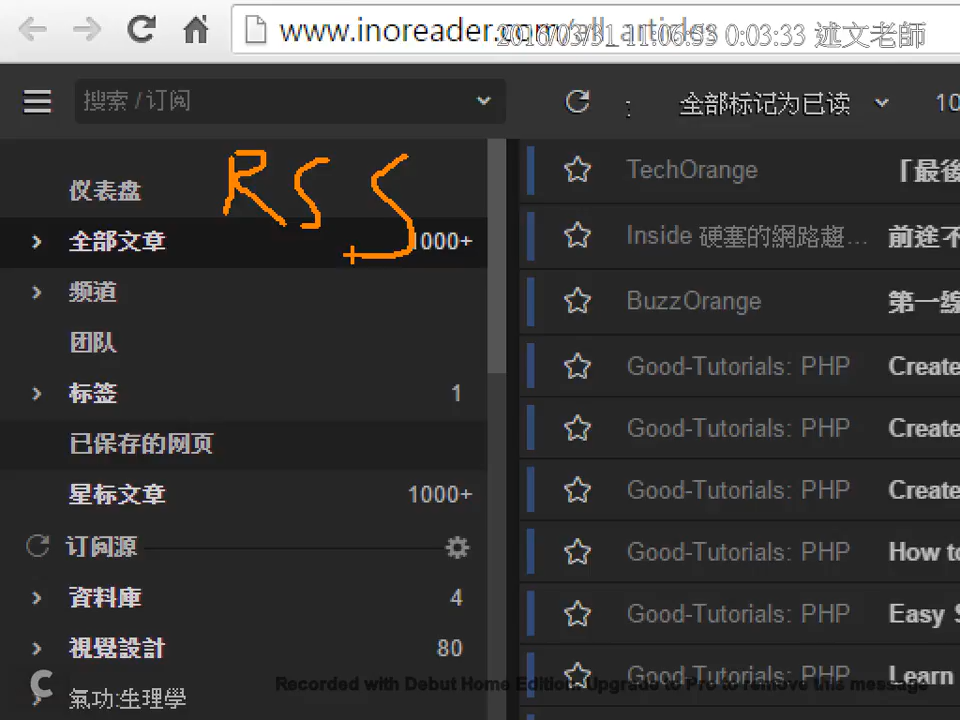 www.inoreader.com/all_articles
2016/03/31 11:06:53 0:03:33 述文老師
搜索 / 订阅
全部标记为已读
10
RSS
仪表盘
全部文章 1000+
频道
团队
标签 1
已保存的网页
星标文章 1000+
订阅源
資料庫 4
視覺設計 80
氣功:生理學
TechOrange 「最後
Inside 硬塞的網路趨... 前途不
BuzzOrange 第一線
Good-Tutorials: PHP Create
Good-Tutorials: PHP Create
Good-Tutorials: PHP Create
Good-Tutorials: PHP How to
Good-Tutorials: PHP Easy S
Good-Tutorials: PHP Learn
Recorded with Debut Home Edition. Upgrade to Pro to remove this message